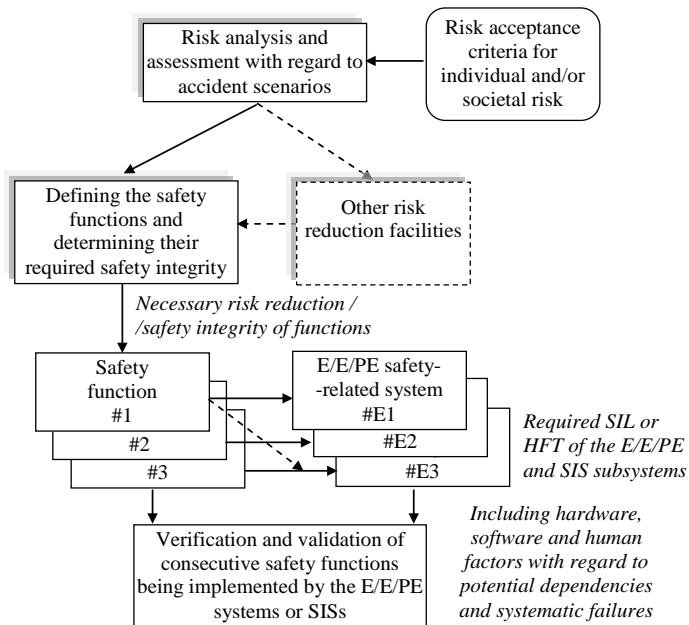 Risk analysis and
assessment with regard to
accident scenarios
Risk acceptance
criteria for
individual and/or
societal risk
Defining the safety
functions and
determining their
required safety integrity
Other risk
reduction facilities
Necessary risk reduction /
/safety integrity of functions
Safety
function
#1
#2
#3
E/E/PE safety-
-related system
#E1
#E2
#E3
Required SIL or
HFT of the E/E/PE
and SIS subsystems
Verification and validation of
consecutive safety functions
being implemented by the E/E/PE
systems or SISs
Including hardware,
software and human
factors with regard to
potential dependencies
and systematic failures